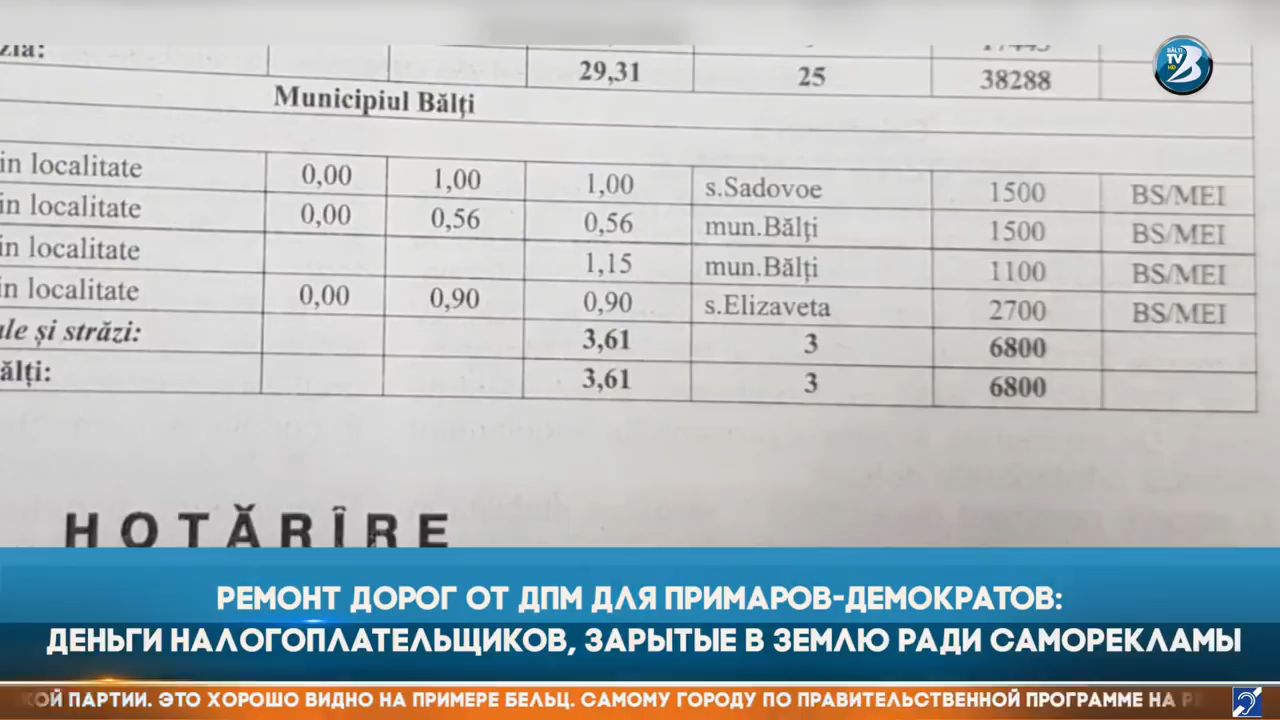 zia:
29,31 25 38288
Municipiul Bălți
in localitate 0,00 1,00 1,00 s.Sadovoe 1500 BS/MEI
in localitate 0,00 0,56 0,56 mun.Bălți 1500 BS/MEI
in localitate 1,15 mun.Bălți 1100 BS/MEI
in localitate 0,00 0,90 0,90 s.Elizaveta 2700 BS/MEI
ale și străzi: 3,61 3 6800
ălți: 3,61 3 6800
HOTĂRÎRE
BĂLȚI
TV
HD
РЕМОНТ ДОРОГ ОТ ДПМ ДЛЯ ПРИМАРОВ-ДЕМОКРАТОВ:
ДЕНЬГИ НАЛОГОПЛАТЕЛЬЩИКОВ, ЗАРЫТЫЕ В ЗЕМЛЮ РАДИ САМОРЕКЛАМЫ
КОЙ ПАРТИИ. ЭТО ХОРОШО ВИДНО НА ПРИМЕРЕ БЕЛЬЦ. САМОМУ ГОРОДУ ПО ПРАВИТЕЛЬСТВЕННОЙ ПРОГРАММЕ НА